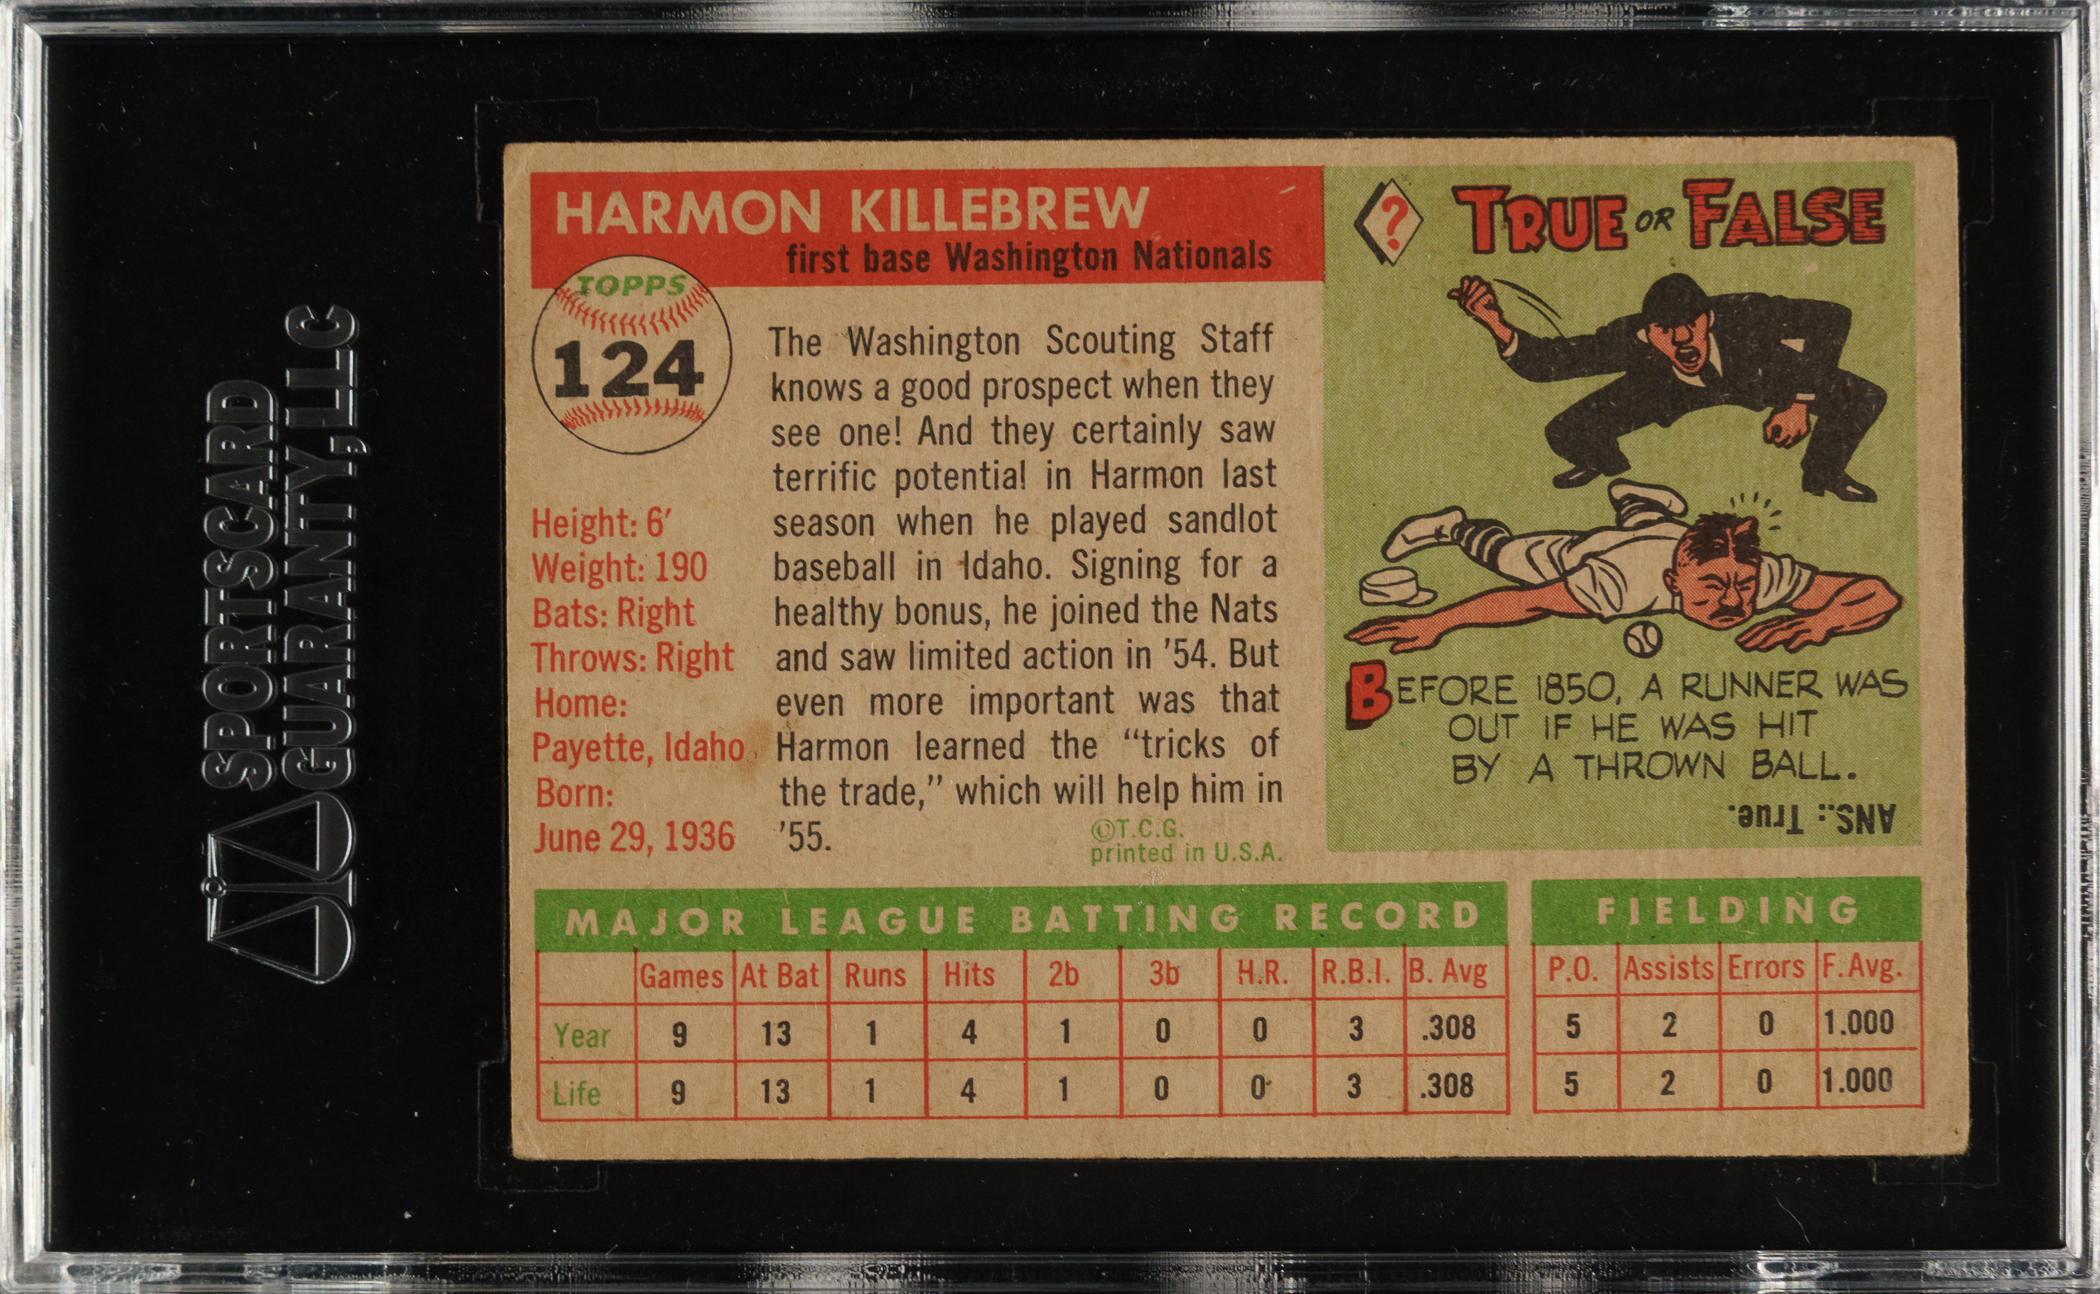 SPORTSCARD
GUARANTY, LLC
HARMON KILLEBREW
first base Washington Nationals
TOPPS
124
Height: 6′
Weight: 190
Bats: Right
Throws: Right
Home:
Payette, Idaho
Born:
June 29, 1936
The Washington Scouting Staff
knows a good prospect when they
see one! And they certainly saw
terrific potential in Harmon last
season when he played sandlot
baseball in Idaho. Signing for a
healthy bonus, he joined the Nats
and saw limited action in ’54. But
even more important was that
Harmon learned the “tricks of
the trade,” which will help him in
’55.
©T.C.G.
printed in U.S.A.
?
TRUE OR FALSE
BEFORE 1850, A RUNNER WAS
OUT IF HE WAS HIT
BY A THROWN BALL.
ANS.: True.
MAJOR LEAGUE BATTING RECORD
Games At Bat Runs Hits 2b 3b H.R. R.B.I. B. Avg
Year 9 13 1 4 1 0 0 3 .308
Life 9 13 1 4 1 0 0 3 .308
FIELDING
P.O. Assists Errors F. Avg.
5 2 0 1.000
5 2 0 1.000